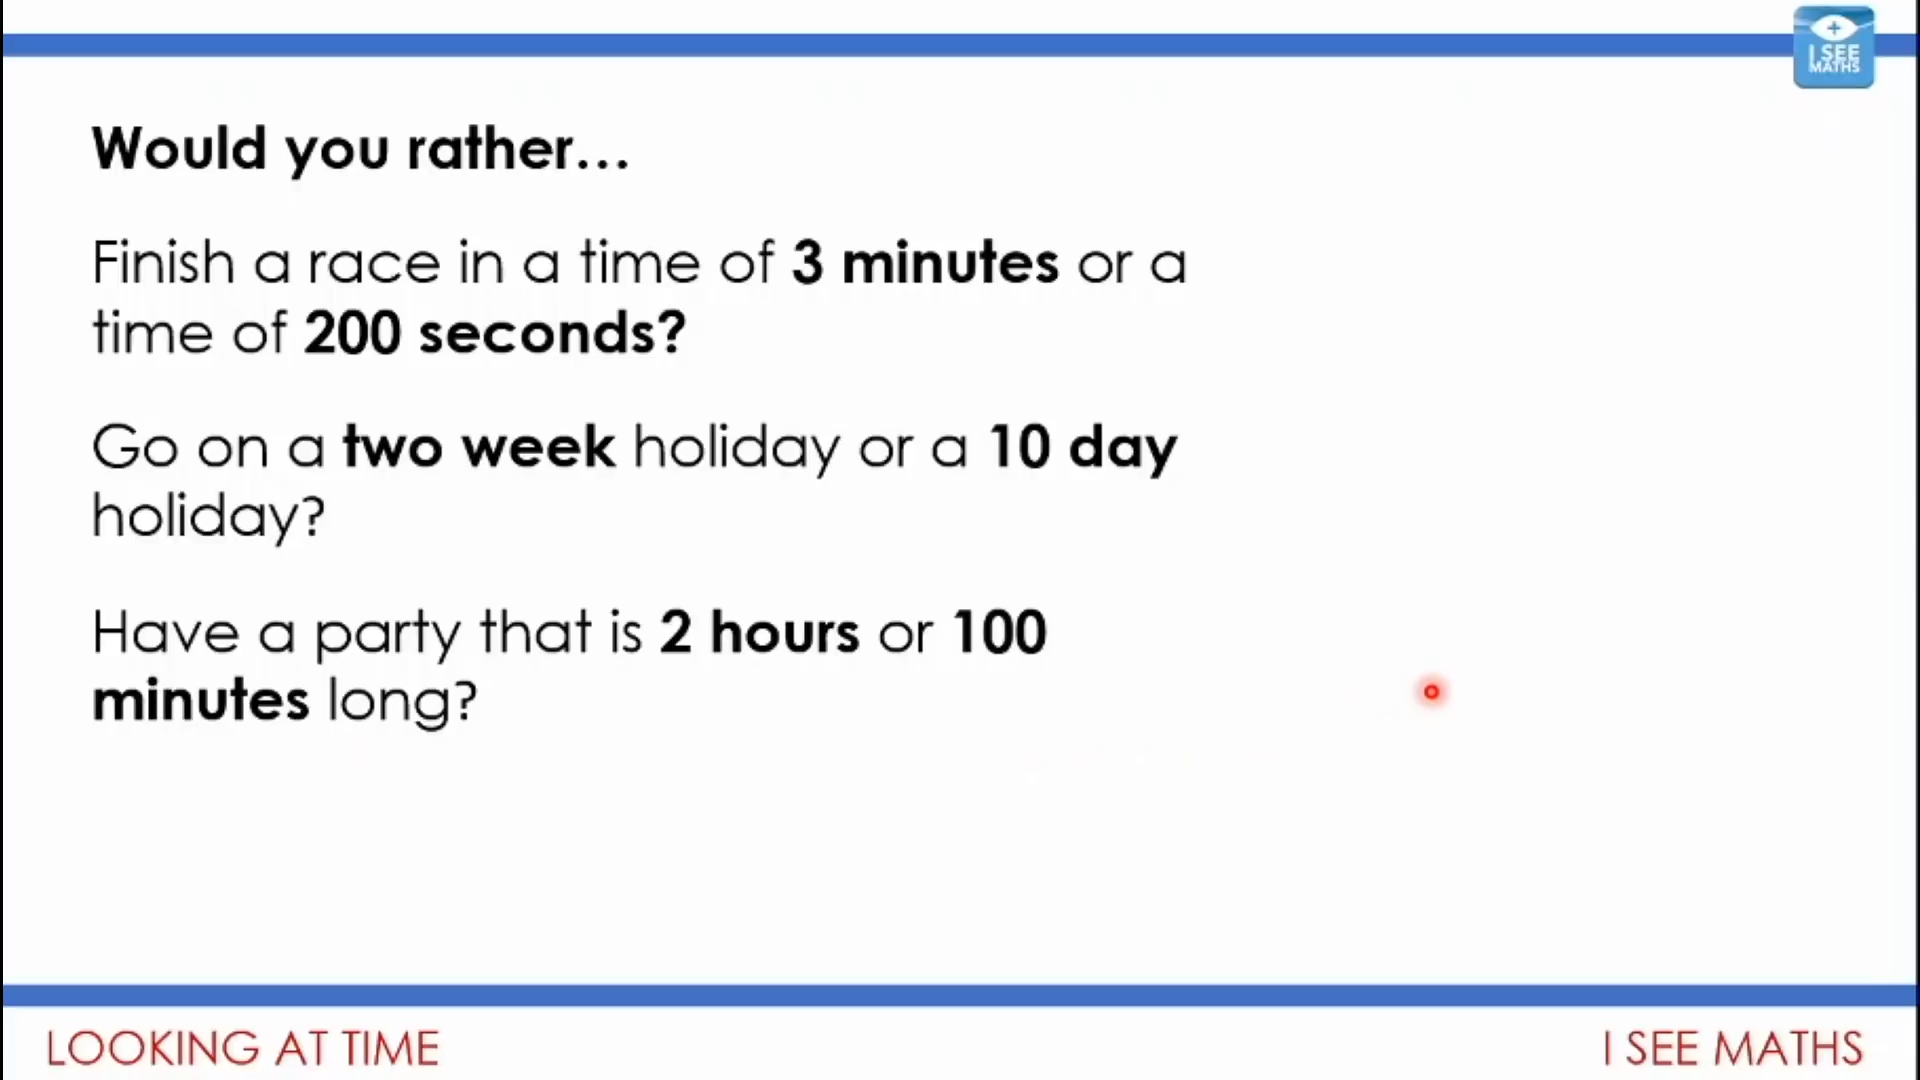 I SEE
MATHS
Would you rather…
Finish a race in a time of 3 minutes or a
time of 200 seconds?
Go on a two week holiday or a 10 day
holiday?
Have a party that is 2 hours or 100
minutes long?
LOOKING AT TIME
I SEE MATHS